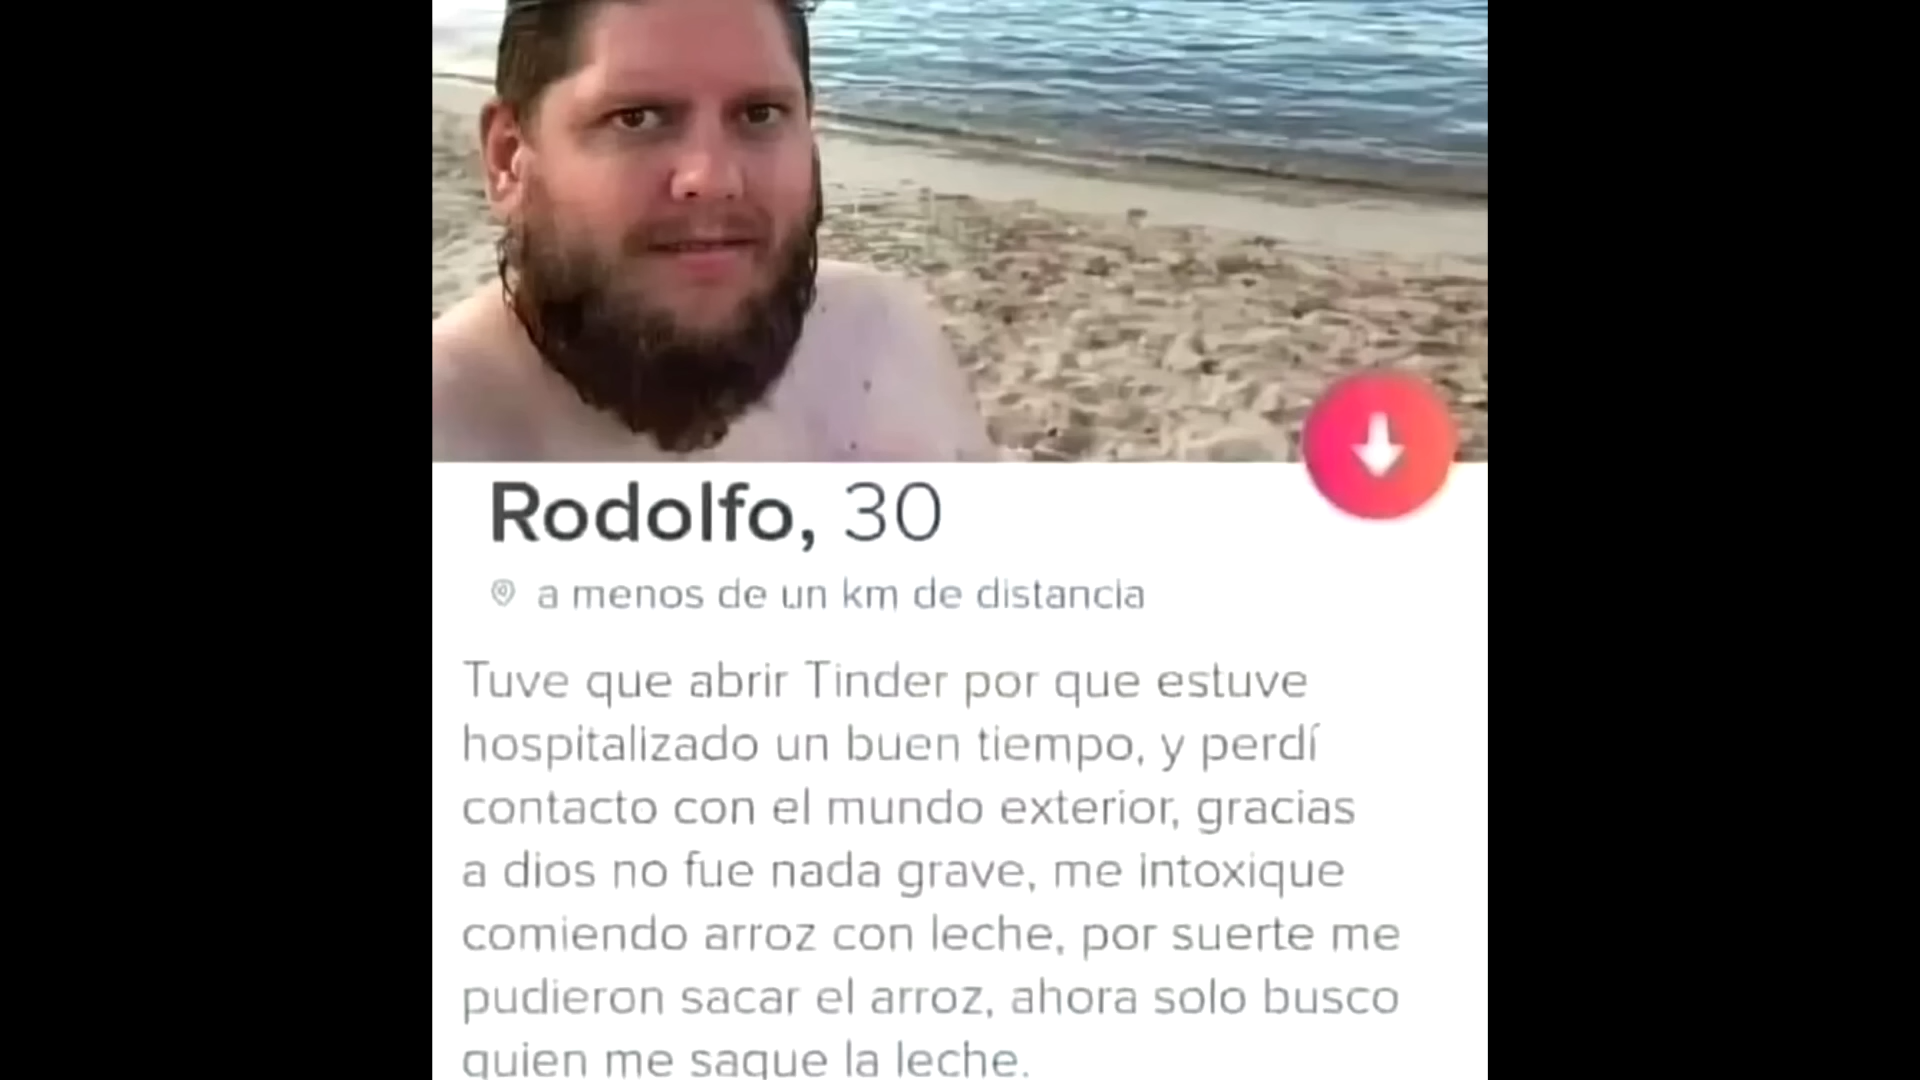 Rodolfo, 30
a menos de un km de distancia
Tuve que abrir Tinder por que estuve
hospitalizado un buen tiempo, y perdí
contacto con el mundo exterior, gracias
a dios no fue nada grave, me intoxique
comiendo arroz con leche, por suerte me
pudieron sacar el arroz, ahora solo busco
quien me saque la leche.